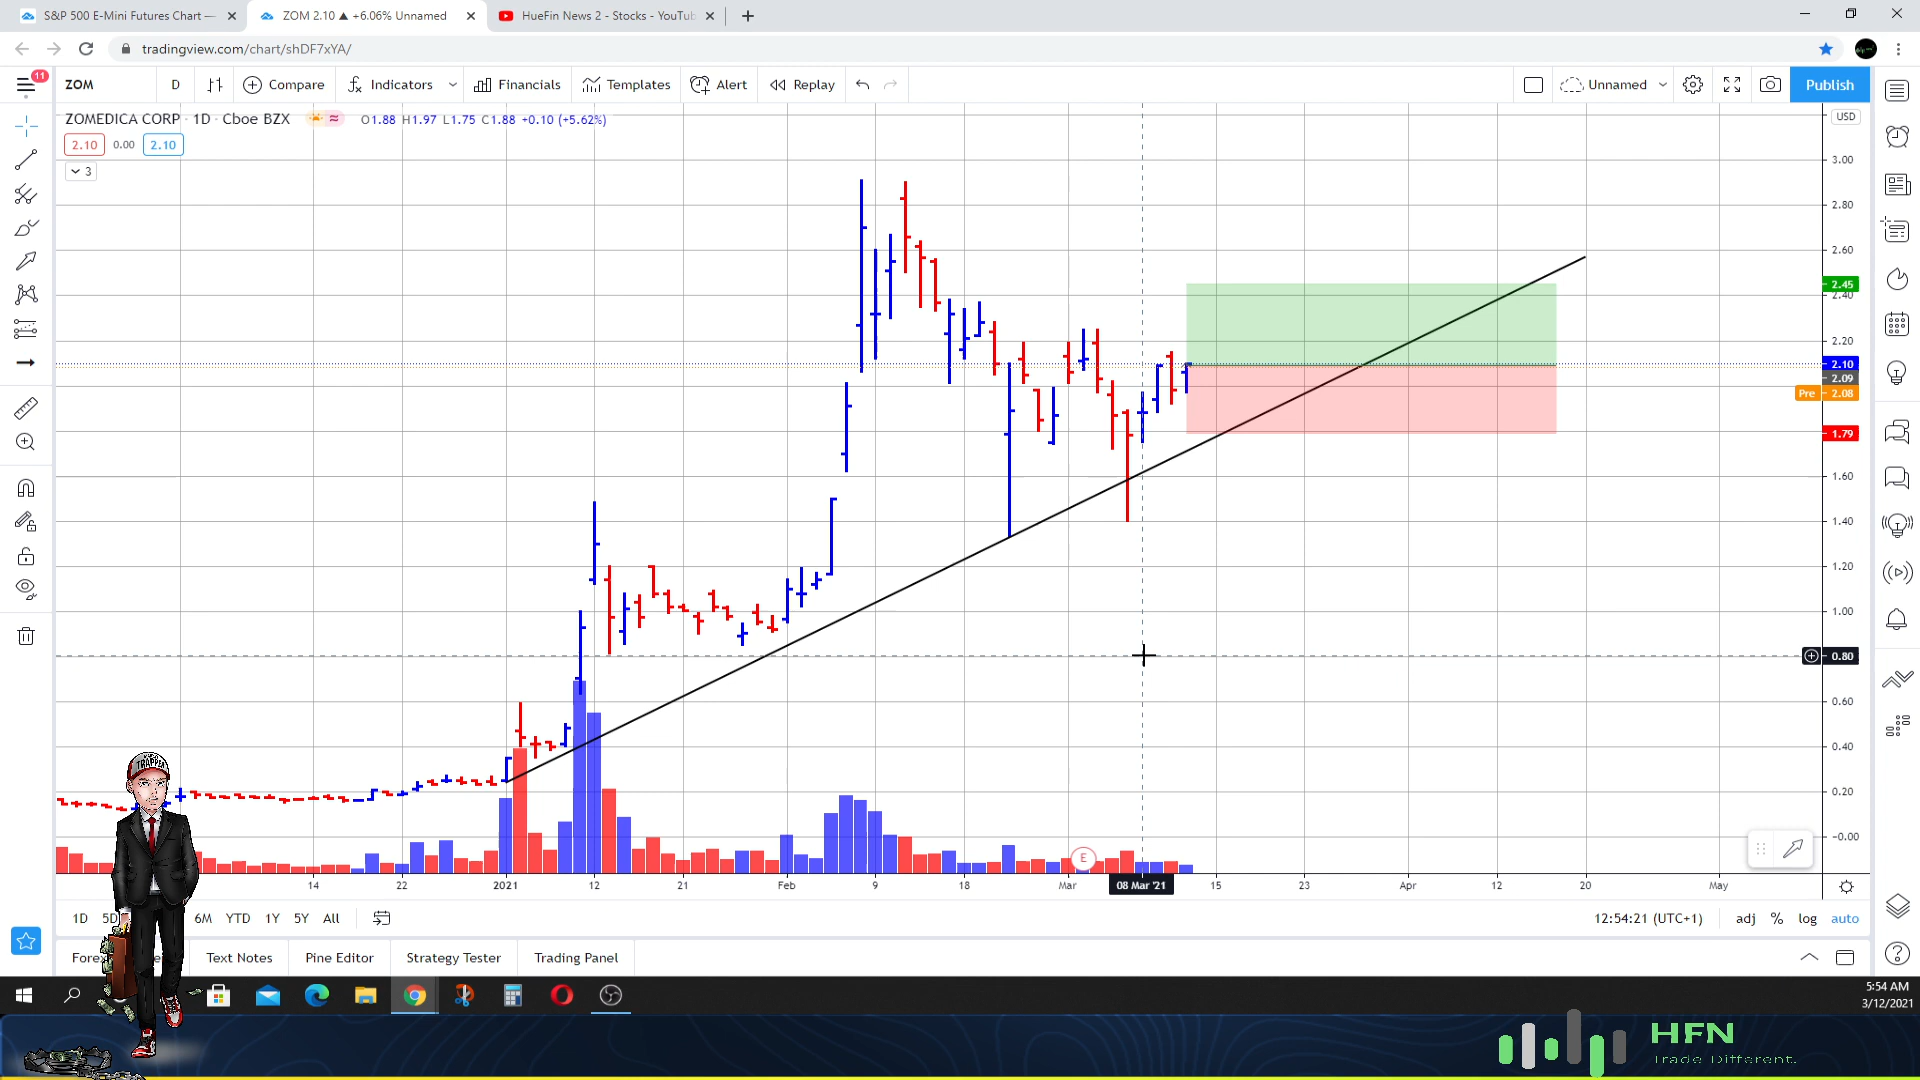 S&P 500 E-Mini Futures Chart —
ZOM 2.10 ▲ +6.06% Unnamed
HueFin News 2 - Stocks - YouTub
tradingview.com/chart/shDF7xYA/
11
ZOM
D
Compare
Indicators
Financials
Templates
Alert
Replay
Unnamed
Publish
ZOMEDICA CORP · 1D · Cboe BZX
O1.88 H1.97 L1.75 C1.88 +0.10 (+5.62%)
USD
2.10
0.00
2.10
3
3.00
2.80
2.60
2.45
2.40
2.20
2.10
2.09
Pre 2.08
1.79
1.60
1.40
1.20
1.00
0.80
0.60
0.40
0.20
-0.00
TRAPPER
E
14
22
2021
12
21
Feb
9
18
Mar
08 Mar '21
15
23
Apr
12
20
May
1D
5D
6M
YTD
1Y
5Y
All
12:54:21 (UTC+1)
adj
%
log
auto
Text Notes
Pine Editor
Strategy Tester
Trading Panel
5:54 AM
3/12/2021
HFN
Trade Different.